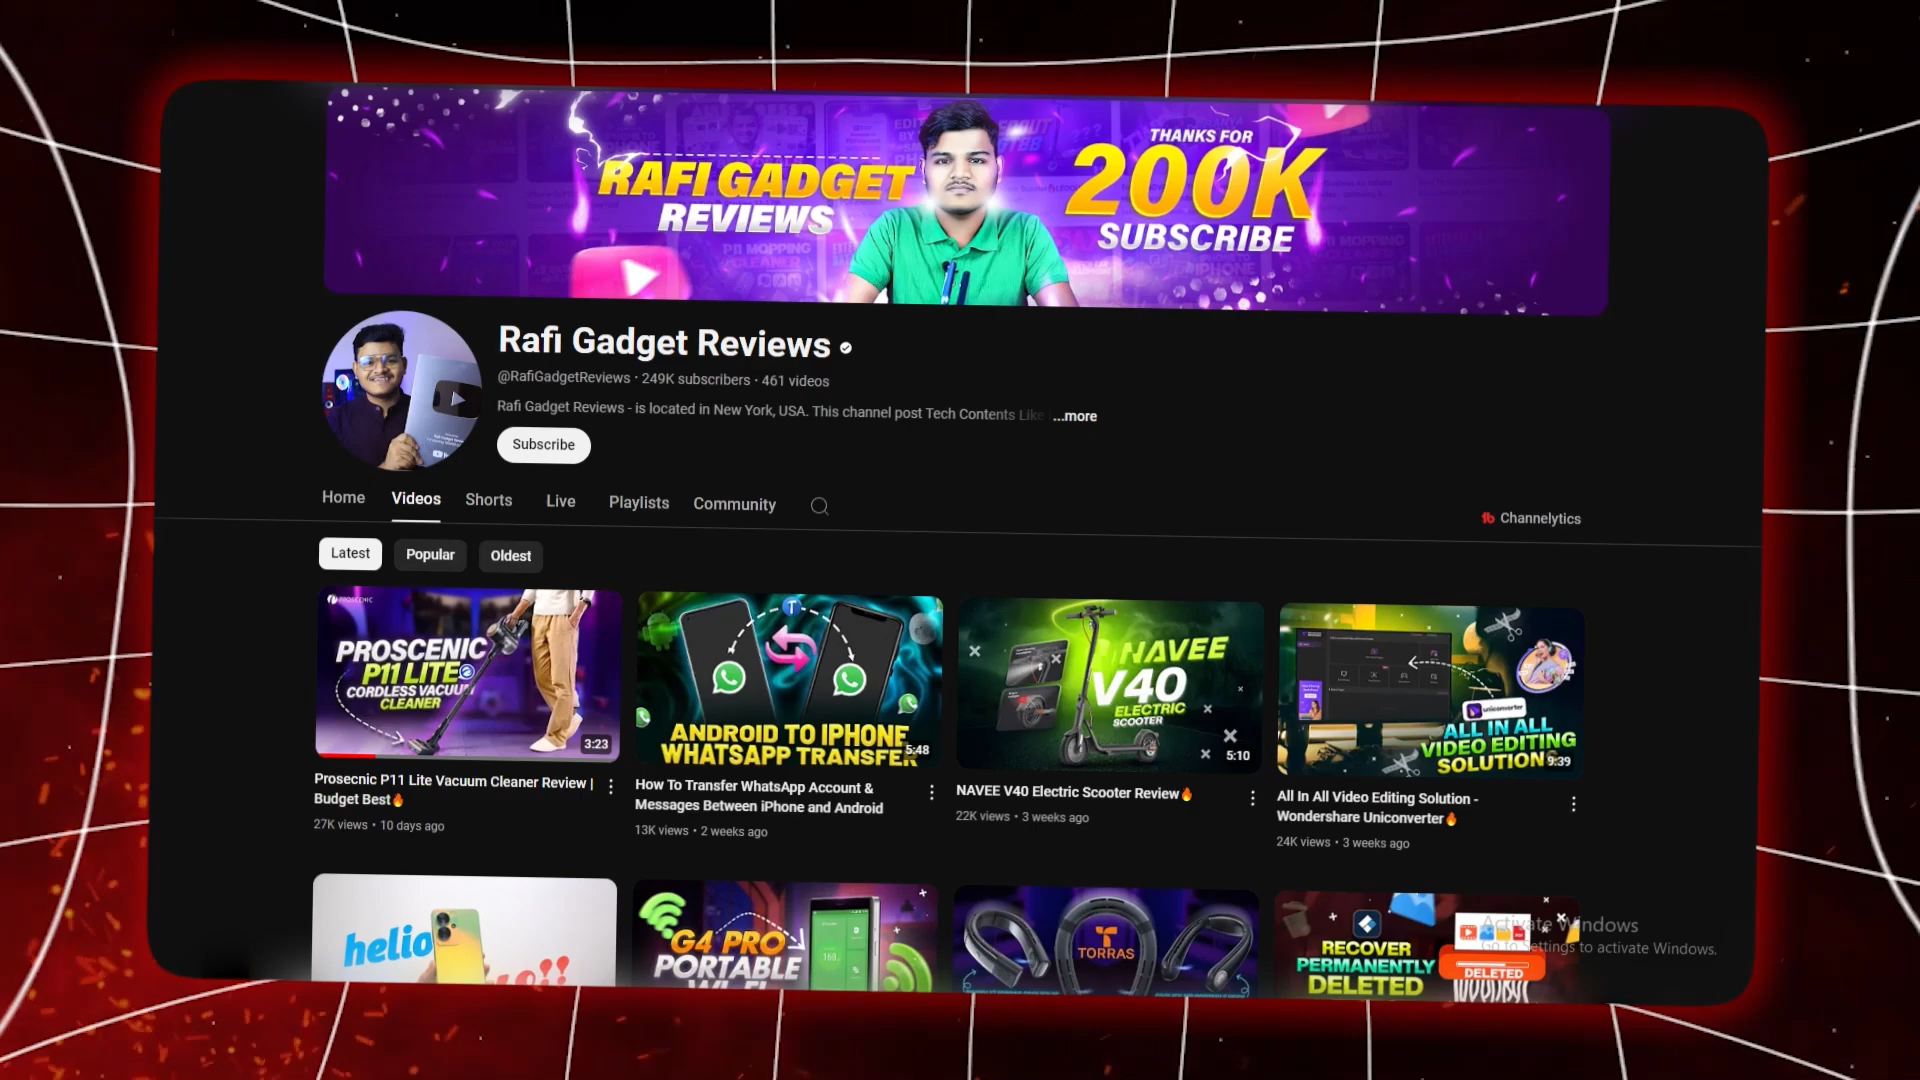 RAFI GADGET
REVIEWS
THANKS FOR
200K
SUBSCRIBE
Rafi Gadget Reviews
@RafiGadgetReviews · 249K subscribers · 461 videos
Rafi Gadget Reviews - is located in New York, USA. This channel post Tech Contents Like ...more
Subscribe
Home Videos Shorts Live Playlists Community
Channelytics
Latest Popular Oldest
PROSCENIC
PROSCENIC
P11 LITE
CORDLESS VACUUM
CLEANER
3:23
Prosecnic P11 Lite Vacuum Cleaner Review |
Budget Best🔥
27K views · 10 days ago
T
ANDROID TO IPHONE
WHATSAPP TRANSFER
5:48
How To Transfer WhatsApp Account &
Messages Between iPhone and Android
13K views · 2 weeks ago
NAVEE
V40
ELECTRIC
SCOOTER
5:10
NAVEE V40 Electric Scooter Review🔥
22K views · 3 weeks ago
uniconverter
ALL IN ALL
VIDEO EDITING
SOLUTION
9:39
All In All Video Editing Solution -
Wondershare Uniconverter🔥
24K views · 3 weeks ago
helio
G4 PRO
PORTABLE
WI-FI
TORRAS
RECOVER
PERMANENTLY
DELETED
DELETED
Activate Windows
Go to Settings to activate Windows.